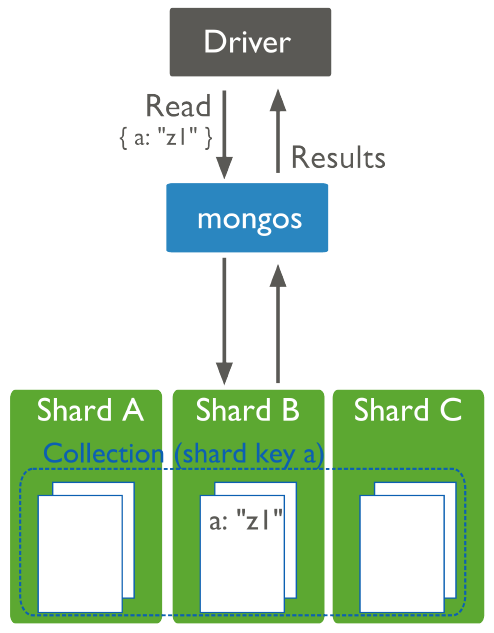 Driver
Read
{ a: "z1" }
Results
mongos
Shard A
Shard B
Shard C
Collection (shard key a)
a: "z1"